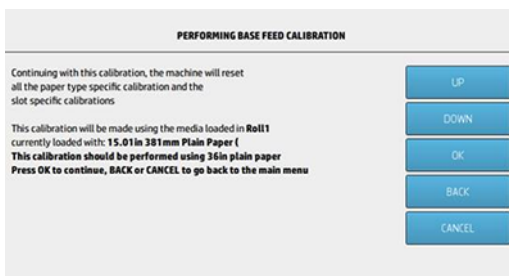 PERFORMING BASE FEED CALIBRATION
Continuing with this calibration, the machine will reset
all the paper type specific calibration and the
slot specific calibrations
This calibration will be made using the media loaded in Roll1
currently loaded with: 15.01in 381mm Plain Paper (
This calibration should be performed using 36in plain paper
Press OK to continue, BACK or CANCEL to go back to the main menu
UP
DOWN
OK
BACK
CANCEL